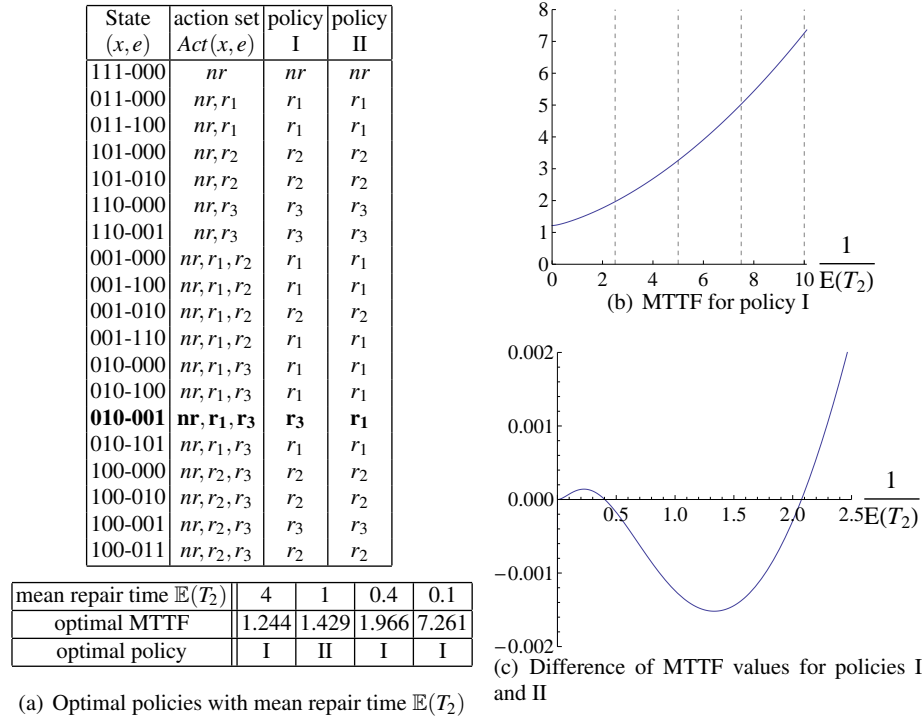 State action set policy policy
(x,e) Act(x,e) I II
111-000 nr nr nr
011-000 nr,r1 r1 r1
011-100 nr,r1 r1 r1
101-000 nr,r2 r2 r2
101-010 nr,r2 r2 r2
110-000 nr,r3 r3 r3
110-001 nr,r3 r3 r3
001-000 nr,r1,r2 r1 r1
001-100 nr,r1,r2 r1 r1
001-010 nr,r1,r2 r2 r2
001-110 nr,r1,r2 r1 r1
010-000 nr,r1,r3 r1 r1
010-100 nr,r1,r3 r1 r1
010-001 nr,r1,r3 r3 r1
010-101 nr,r1,r3 r1 r1
100-000 nr,r2,r3 r2 r2
100-010 nr,r2,r3 r2 r2
100-001 nr,r2,r3 r3 r3
100-011 nr,r2,r3 r2 r2
mean repair time 𝔼(T2) 4 1 0.4 0.1
optimal MTTF 1.244 1.429 1.966 7.261
optimal policy I II I I
(a) Optimal policies with mean repair time 𝔼(T2)
8
7
6
5
4
3
2
1
0
0 2 4 6 8 10
1
E(T2)
(b) MTTF for policy I
0.002
0.001
0.000
−0.001
−0.002
0.5 1.0 1.5 2.0 2.5
1
E(T2)
(c) Difference of MTTF values for policies I
and II